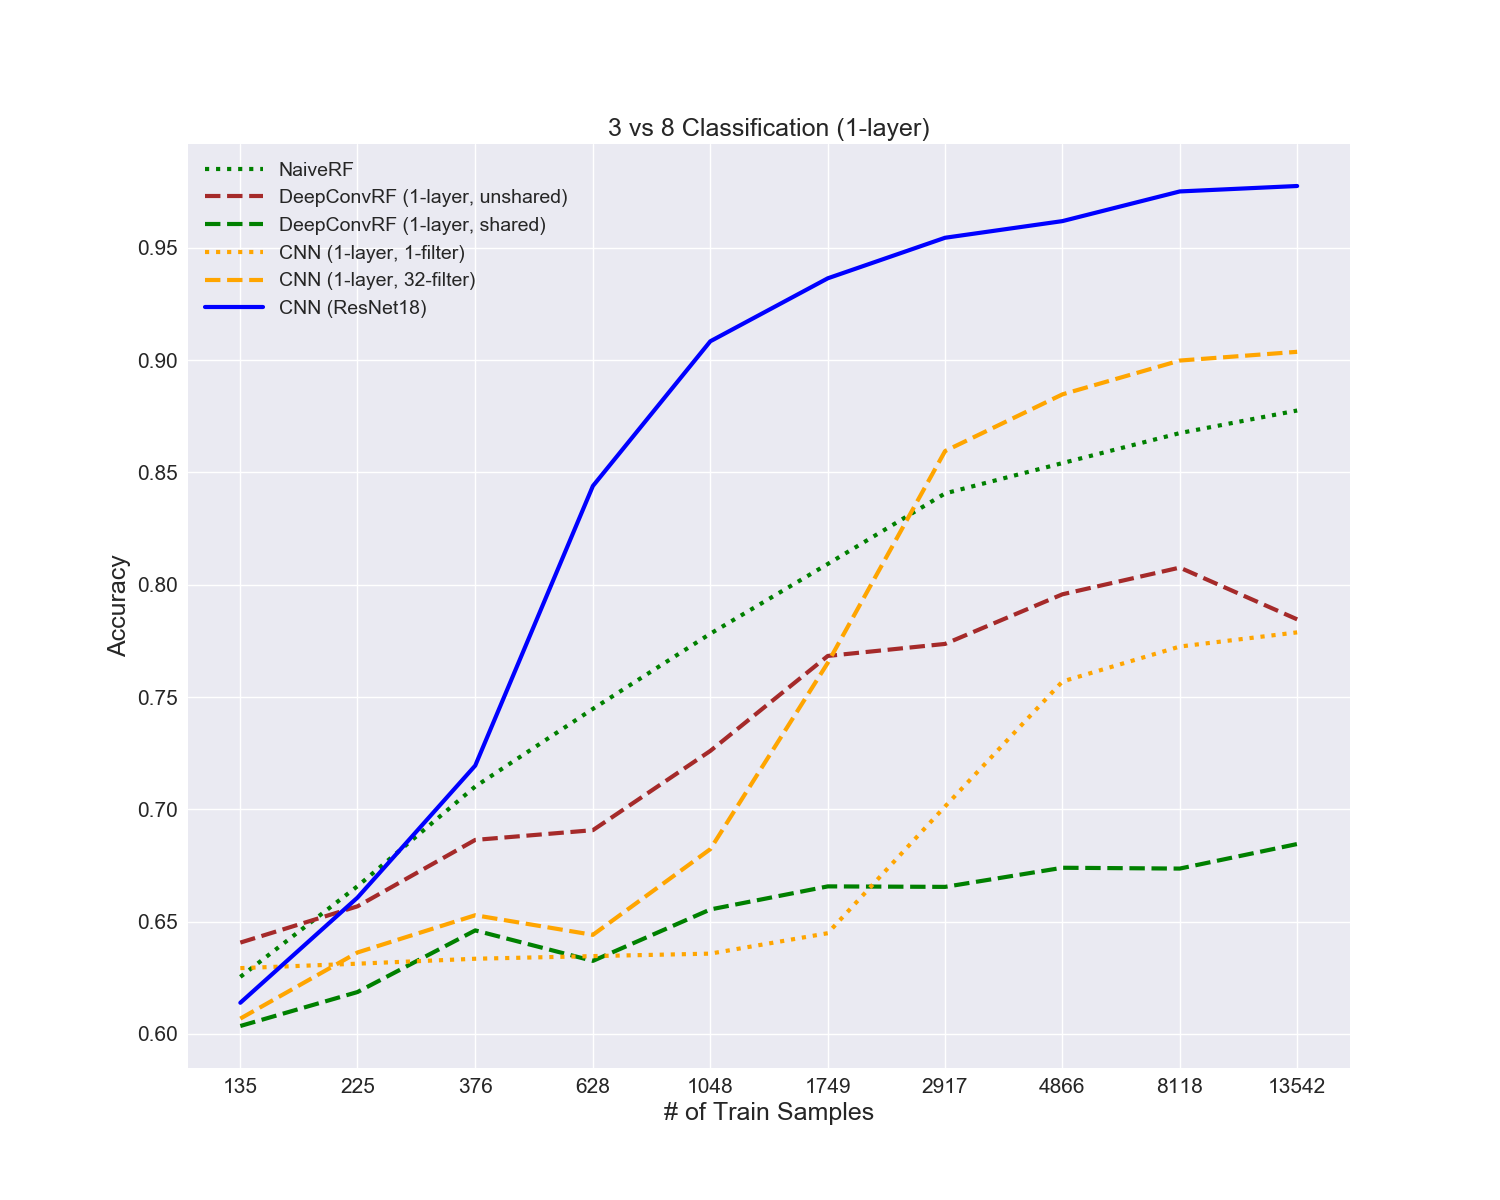 3 vs 8 Classification (1-layer)
NaiveRF
DeepConvRF (1-layer, unshared)
DeepConvRF (1-layer, shared)
CNN (1-layer, 1-filter)
CNN (1-layer, 32-filter)
CNN (ResNet18)
0.95
0.90
0.85
0.80
0.75
0.70
0.65
0.60
Accuracy
135 225 376 628 1048 1749 2917 4866 8118 13542
# of Train Samples